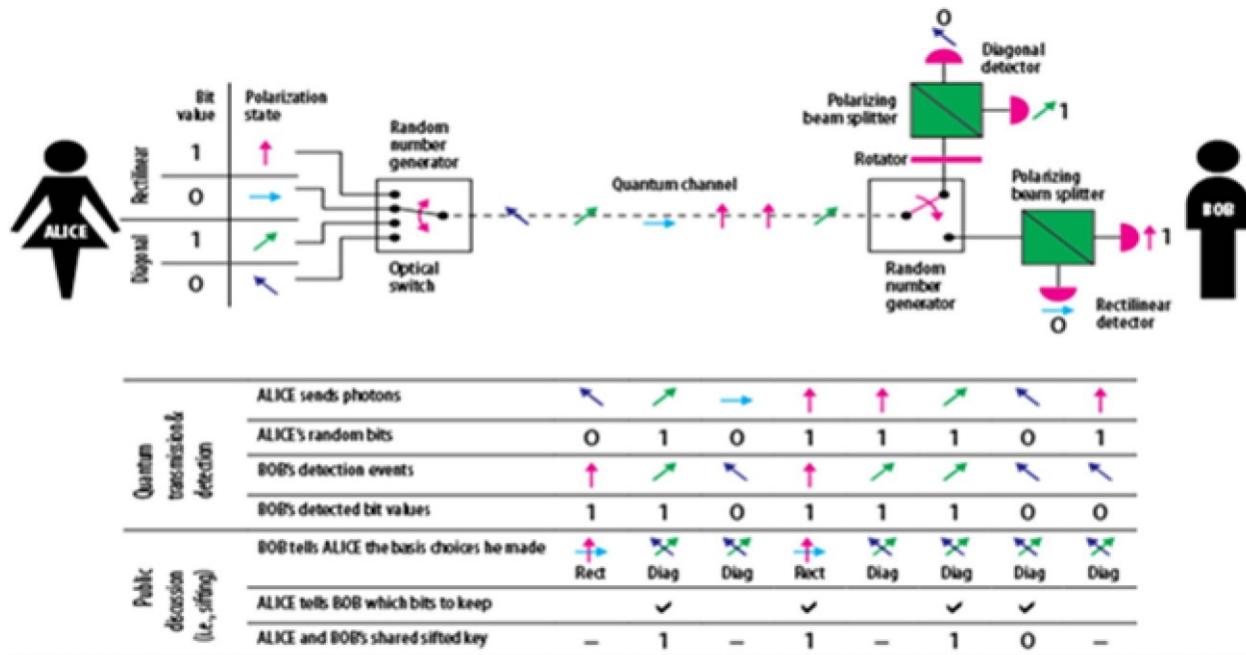 Bit value
Polarization state
Rectilinear
1
0
Diagonal
1
0
ALICE
Random number generator
Optical switch
Quantum channel
0
Diagonal detector
Polarizing beam splitter
1
Rotator
Polarizing beam splitter
BOB
1
Random number generator
0
Rectilinear detector
Quantum transmission & detection
ALICE sends photons
ALICE's random bits 0 1 0 1 1 1 0 1
BOB's detection events
BOB's detected bit values 1 1 0 1 1 1 0 0
Public discussion (i.e., sifting)
BOB tells ALICE the basis choices he made
Rect Diag Diag Rect Diag Diag Diag Diag
ALICE tells BOB which bits to keep ✓ ✓ ✓ ✓
ALICE and BOB's shared sifted key – 1 – 1 – 1 0 –